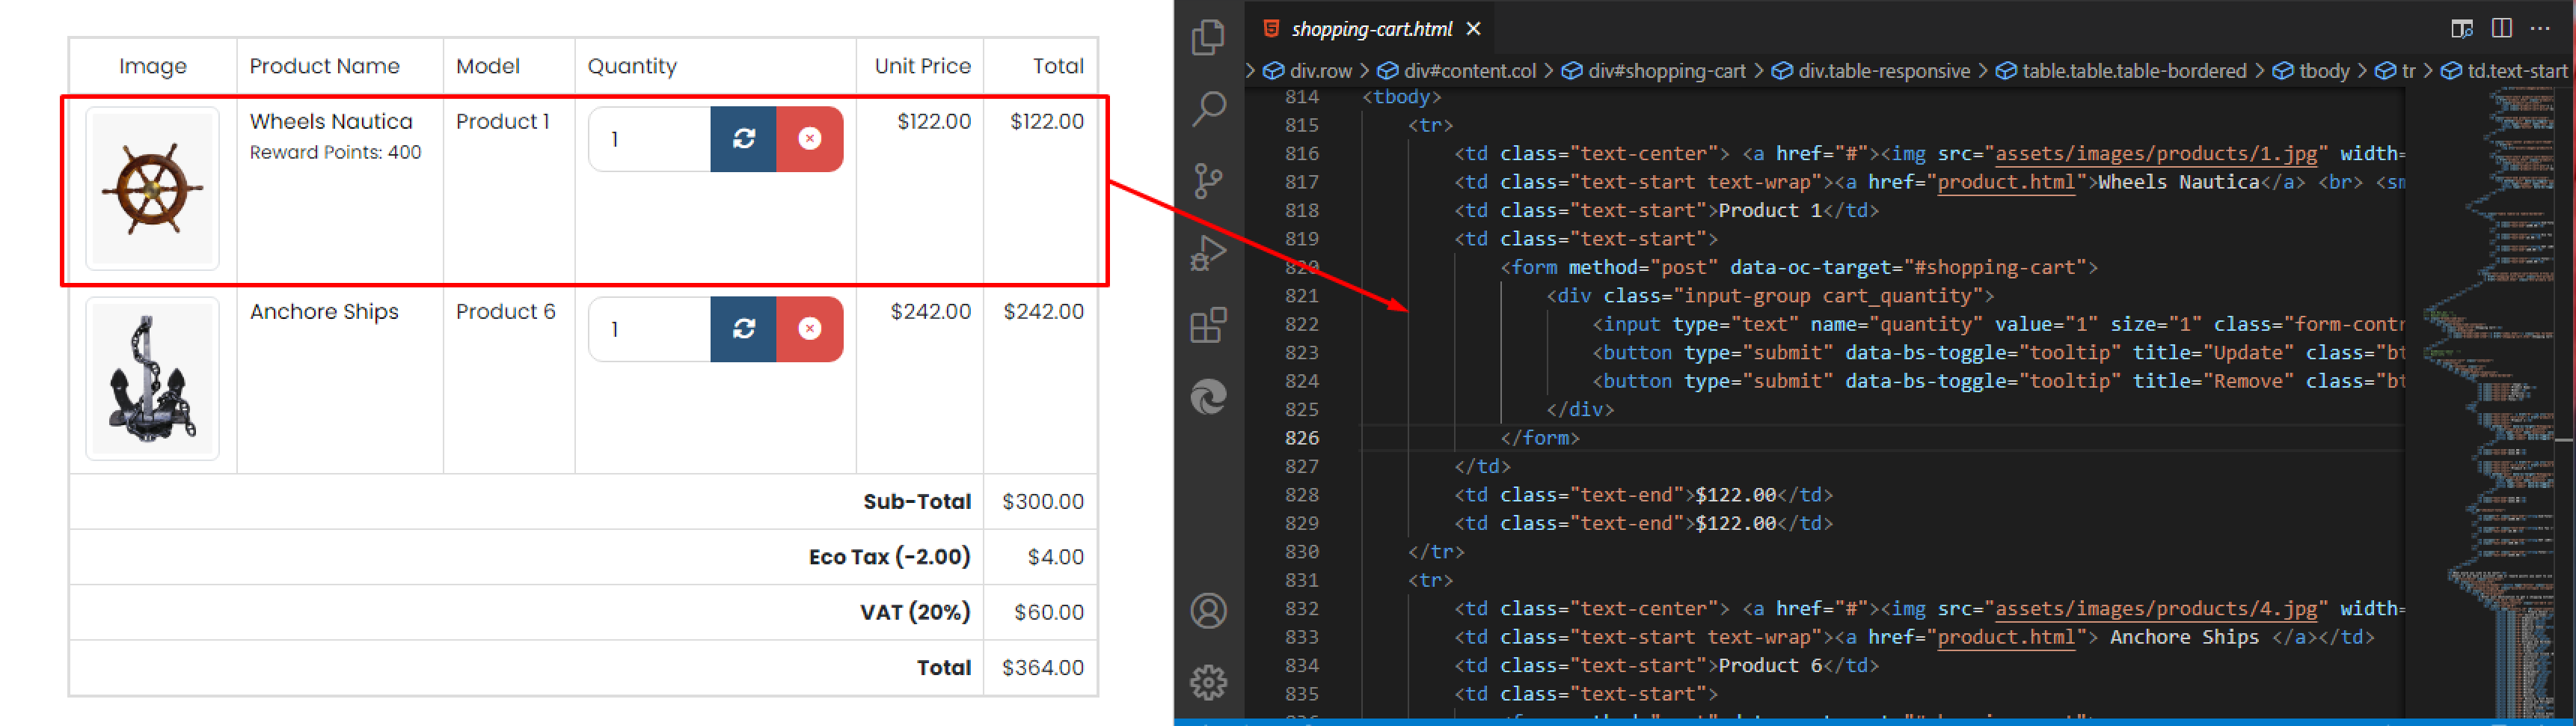 Image Product Name Model Quantity Unit Price Total
Wheels Nautica Product 1 1 $122.00 $122.00
Reward Points: 400
Anchore Ships Product 6 1 $242.00 $242.00
Sub-Total $300.00
Eco Tax (-2.00) $4.00
VAT (20%) $60.00
Total $364.00
shopping-cart.html
div.row > div#content.col > div#shopping-cart > div.table-responsive > table.table.table-bordered > tbody > tr > td.text-start
814 <tbody>
815 <tr>
816 <td class="text-center"> <a href="#"><img src="assets/images/products/1.jpg" width=
817 <td class="text-start text-wrap"><a href="product.html">Wheels Nautica</a> <br> <sm
818 <td class="text-start">Product 1</td>
819 <td class="text-start">
820 <form method="post" data-oc-target="#shopping-cart">
821 <div class="input-group cart_quantity">
822 <input type="text" name="quantity" value="1" size="1" class="form-contr
823 <button type="submit" data-bs-toggle="tooltip" title="Update" class="bt
824 <button type="submit" data-bs-toggle="tooltip" title="Remove" class="bt
825 </div>
826 </form>
827 </td>
828 <td class="text-end">$122.00</td>
829 <td class="text-end">$122.00</td>
830 </tr>
831 <tr>
832 <td class="text-center"> <a href="#"><img src="assets/images/products/4.jpg" width=
833 <td class="text-start text-wrap"><a href="product.html"> Anchore Ships </a></td>
834 <td class="text-start">Product 6</td>
835 <td class="text-start">